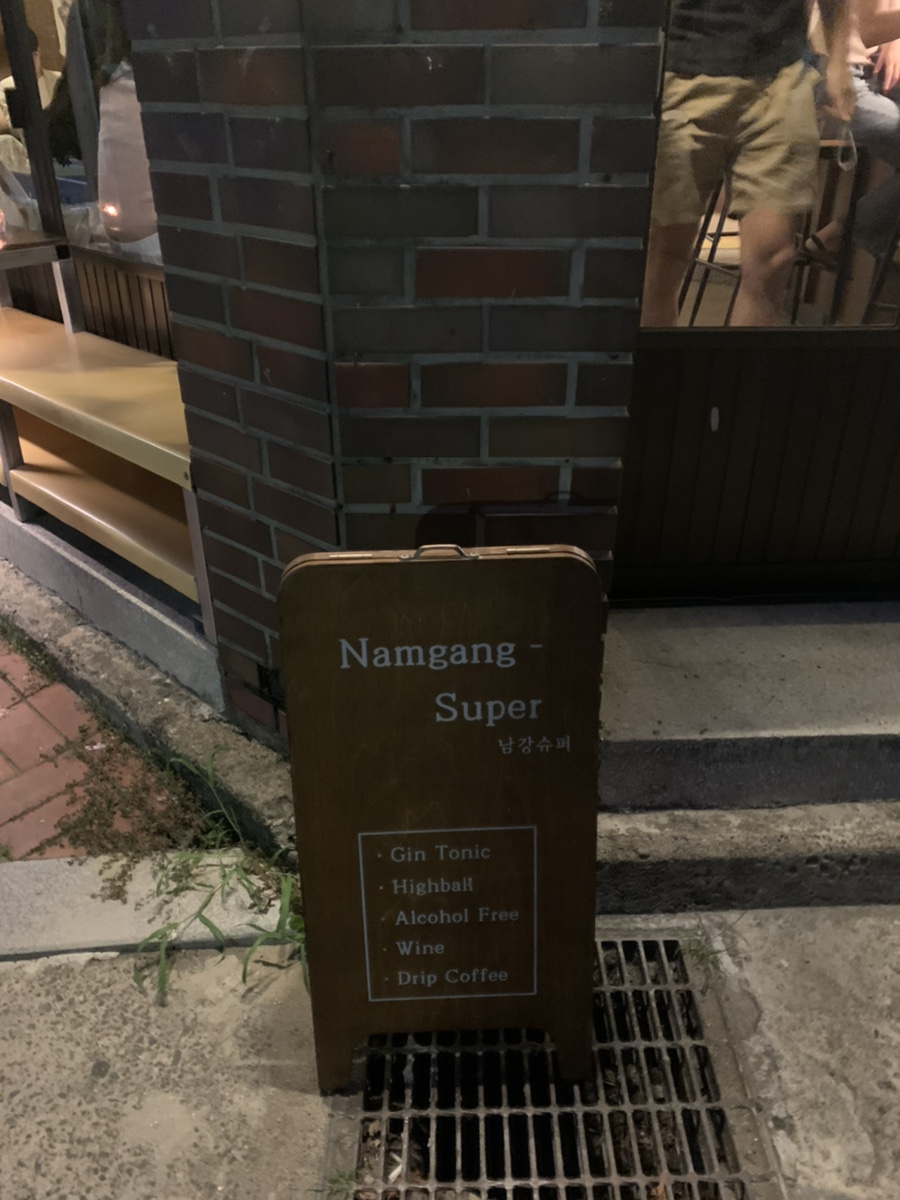 Namgang -
Super
남강슈퍼
· Gin Tonic
· Highball
· Alcohol Free
· Wine
· Drip Coffee